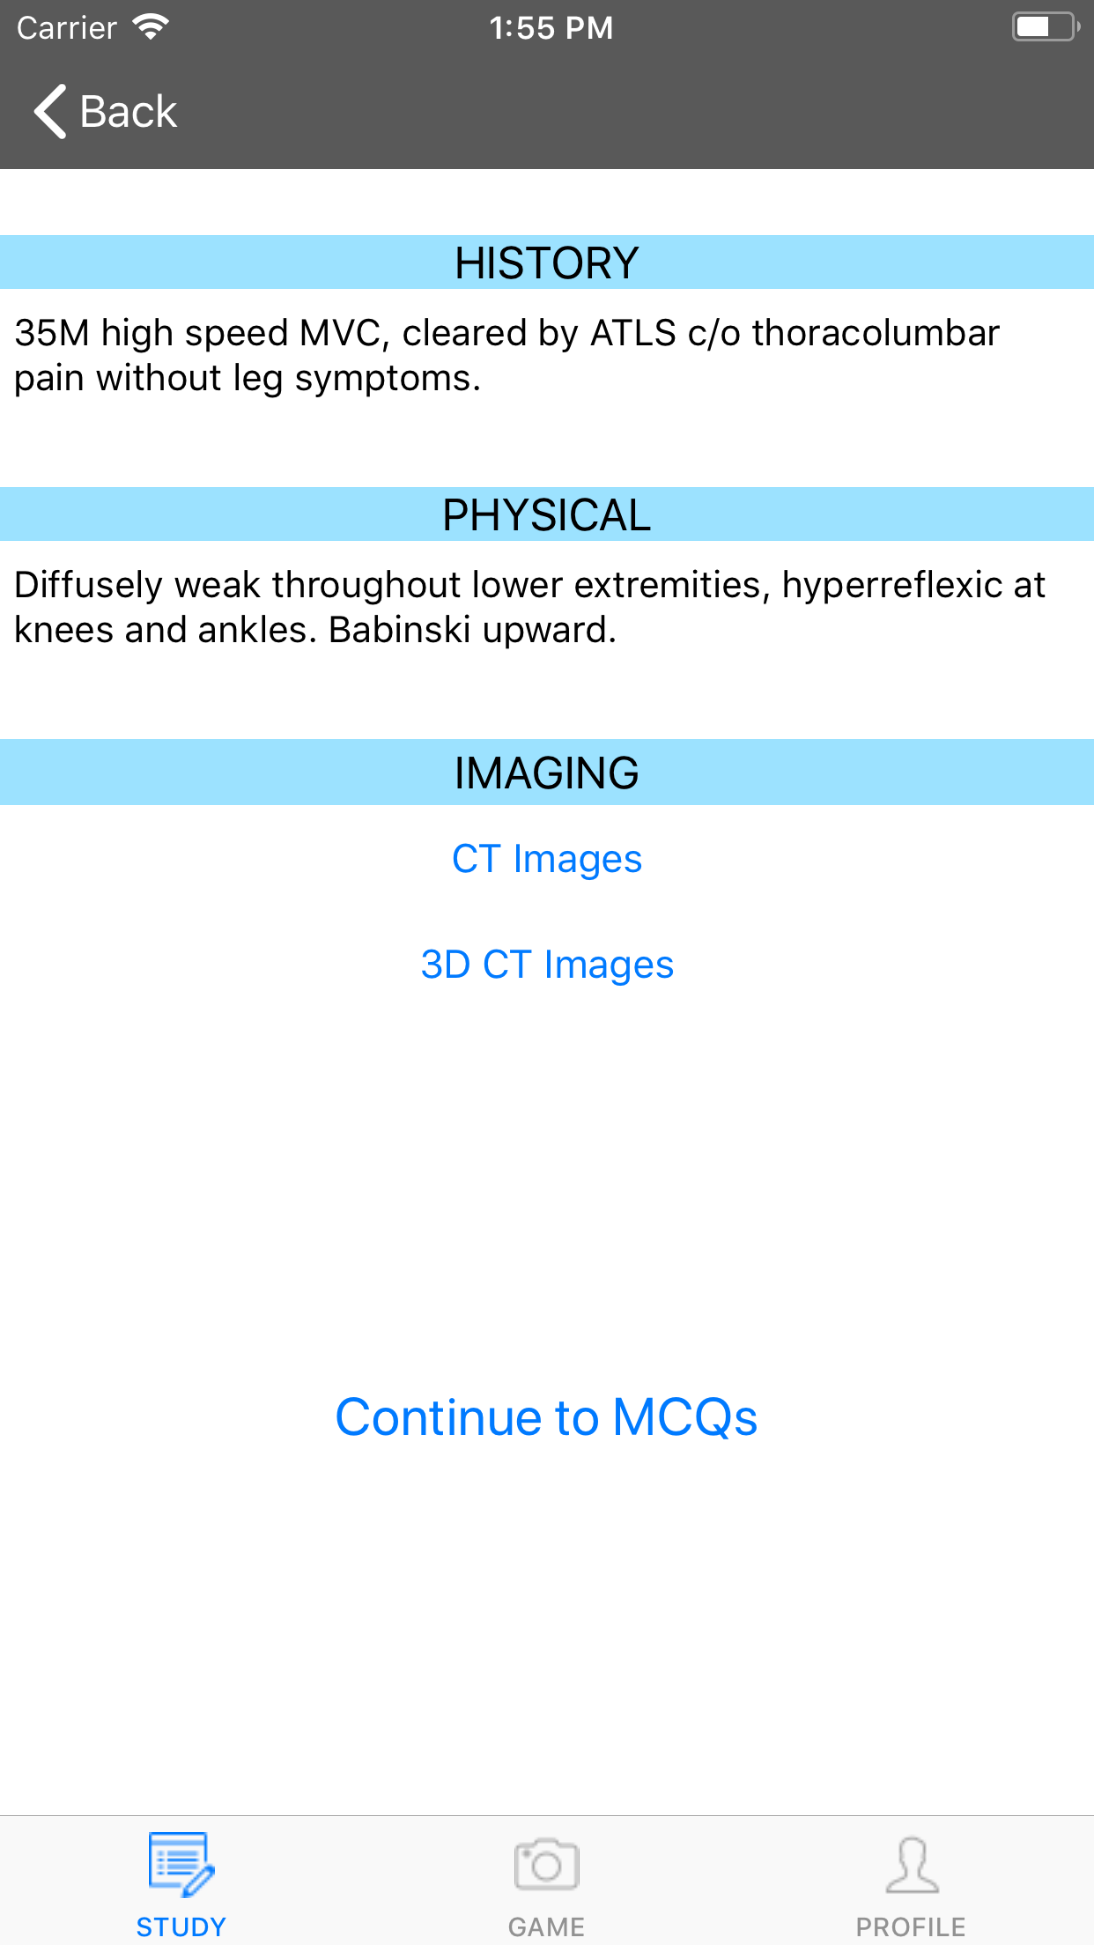 Carrier
1:55 PM
Back
HISTORY
35M high speed MVC, cleared by ATLS c/o thoracolumbar
pain without leg symptoms.
PHYSICAL
Diffusely weak throughout lower extremities, hyperreflexic at
knees and ankles. Babinski upward.
IMAGING
CT Images
3D CT Images
Continue to MCQs
STUDY
GAME
PROFILE